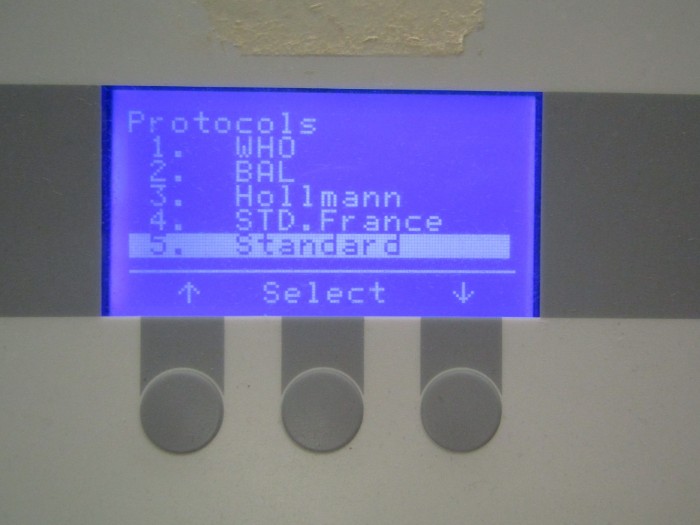 Protocols
1. WHO
2. BAL
3. Hollmann
4. STD.France
5. Standard
↑ Select ↓